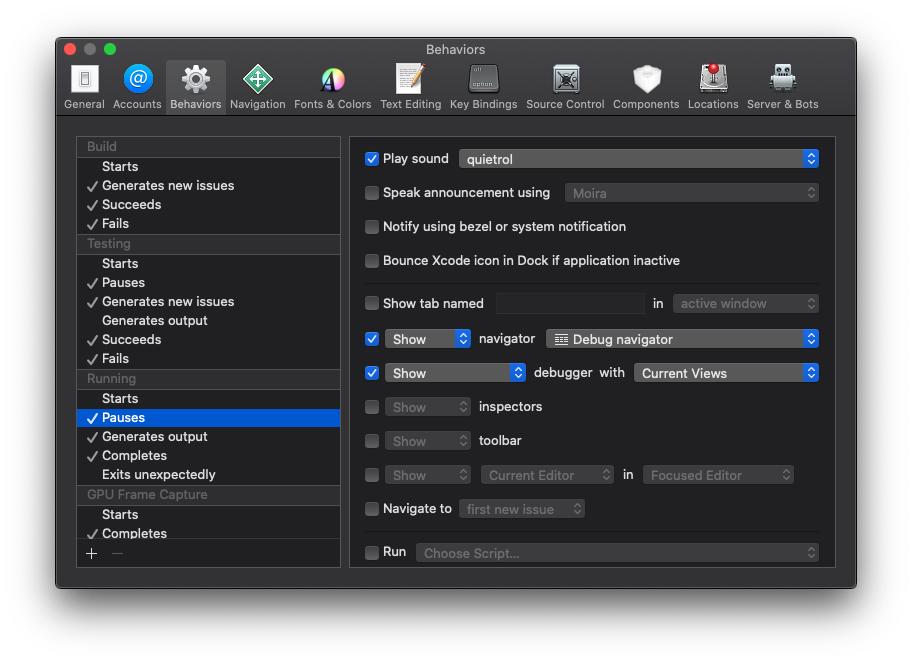 Behaviors
General Accounts Behaviors Navigation Fonts & Colors Text Editing Key Bindings Source Control Components Locations Server & Bots
Build
Starts
Generates new issues
Succeeds
Fails
Testing
Starts
Pauses
Generates new issues
Generates output
Succeeds
Fails
Running
Starts
Pauses
Generates output
Completes
Exits unexpectedly
GPU Frame Capture
Starts
Completes
Play sound quietrol
Speak announcement using Moira
Notify using bezel or system notification
Bounce Xcode icon in Dock if application inactive
Show tab named in active window
Show navigator Debug navigator
Show debugger with Current Views
Show inspectors
Show toolbar
Show Current Editor in Focused Editor
Navigate to first new issue
Run Choose Script...